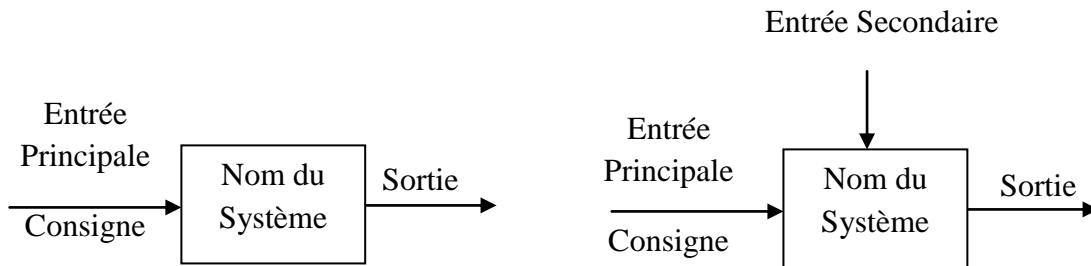 Entrée
Principale
Consigne
Nom du
Système
Sortie
Entrée Secondaire
Entrée
Principale
Consigne
Nom du
Système
Sortie